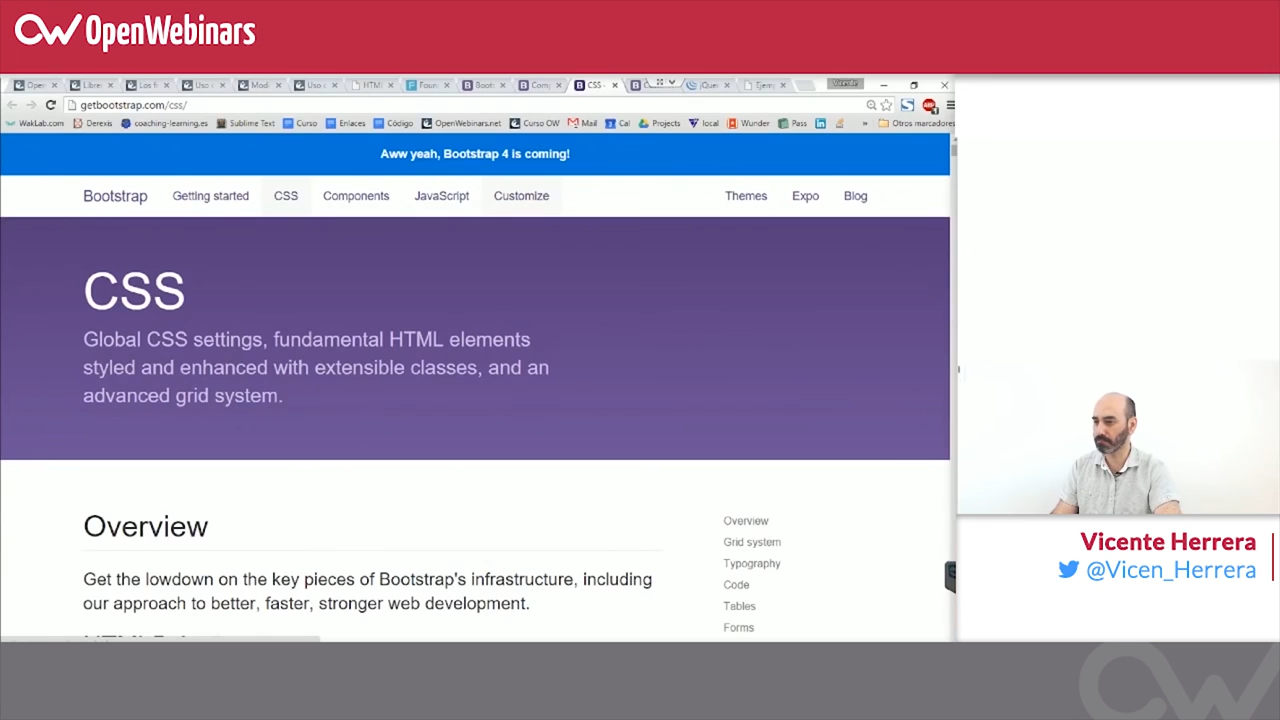 OpenWebinars
Vicente
getbootstrap.com/css/
WakLab.com Derexis coaching-learning.es Sublime Text Curso Enlaces Código OpenWebinars.net Curso OW Mail Cal Projects local Wunder Pass » Otros marcadores
Aww yeah, Bootstrap 4 is coming!
Bootstrap Getting started CSS Components JavaScript Customize Themes Expo Blog
CSS
Global CSS settings, fundamental HTML elements
styled and enhanced with extensible classes, and an
advanced grid system.
Overview
Get the lowdown on the key pieces of Bootstrap's infrastructure, including
our approach to better, faster, stronger web development.
Overview
Grid system
Typography
Code
Tables
Forms
Vicente Herrera
@Vicen_Herrera